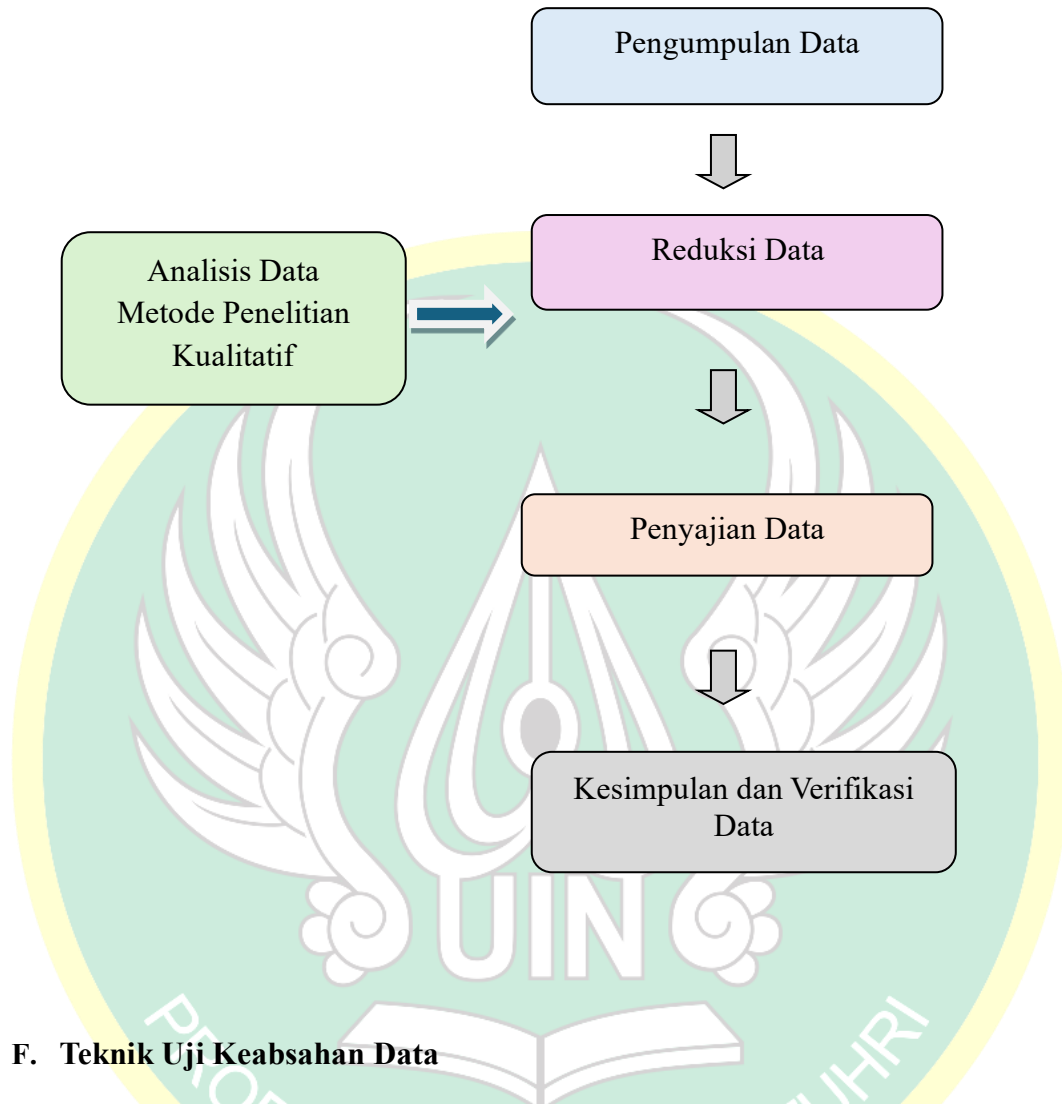 Pengumpulan Data
Reduksi Data
Analisis Data
Metode Penelitian
Kualitatif
Penyajian Data
Kesimpulan dan Verifikasi
Data
UIN
F. Teknik Uji Keabsahan Data